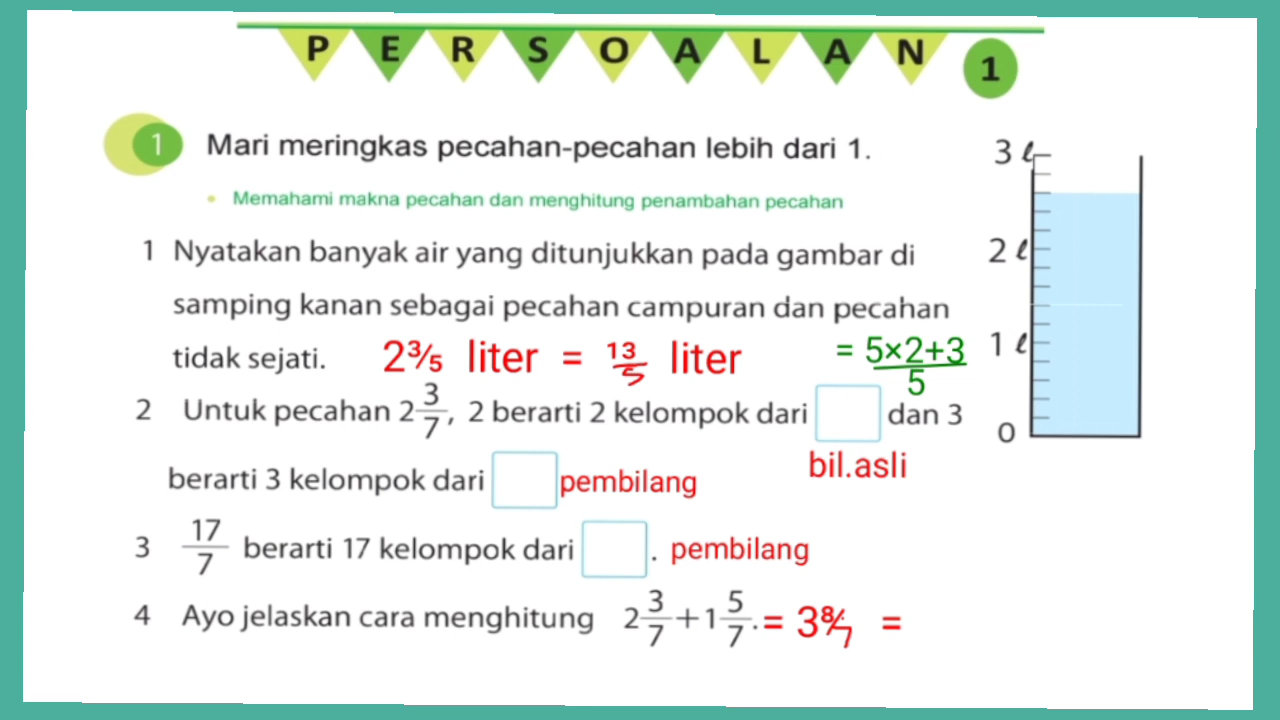 PERSOALAN 1
1 Mari meringkas pecahan-pecahan lebih dari 1.
• Memahami makna pecahan dan menghitung penambahan pecahan
1 Nyatakan banyak air yang ditunjukkan pada gambar di
samping kanan sebagai pecahan campuran dan pecahan
tidak sejati. 2 3/5 liter = 13/5 liter = 5×2+3/5
2 Untuk pecahan 2 3/7, 2 berarti 2 kelompok dari dan 3
bil.asli
berarti 3 kelompok dari pembilang
3 17/7 berarti 17 kelompok dari . pembilang
4 Ayo jelaskan cara menghitung 2 3/7 + 1 5/7. = 3 8/7 =
3 ℓ
2 ℓ
1 ℓ
0